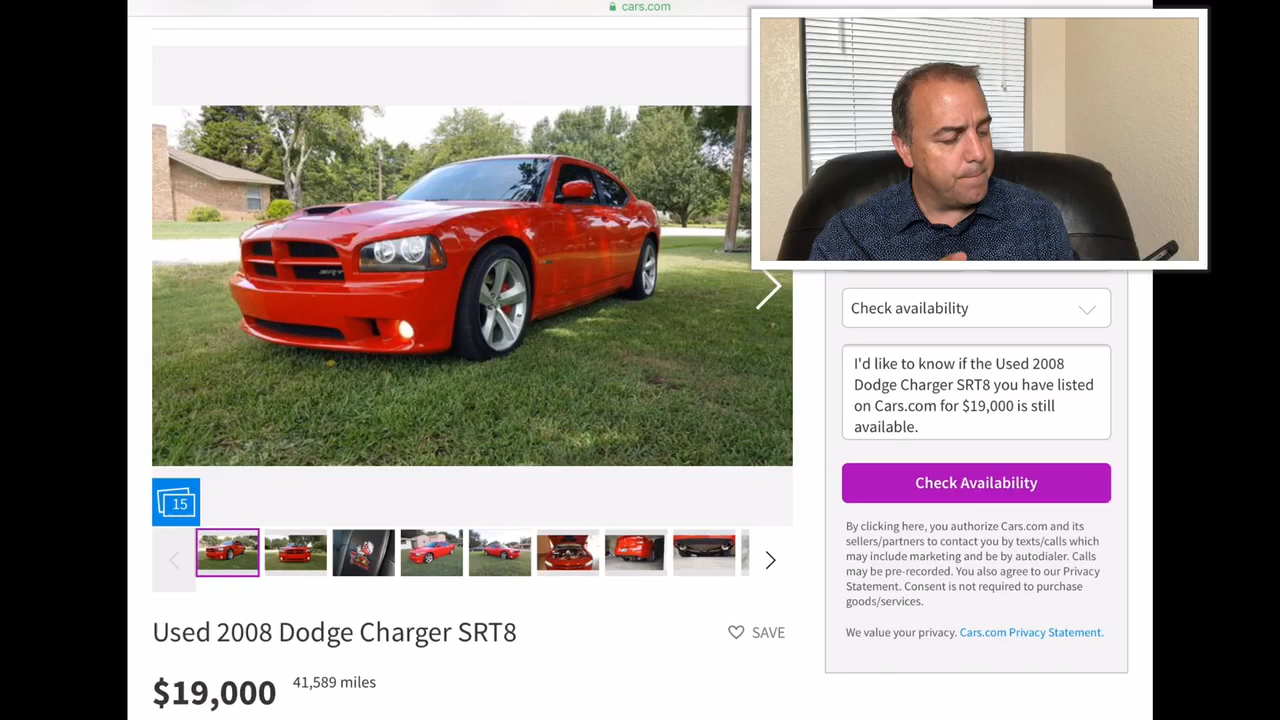 cars.com
SRT
Check availability
I'd like to know if the Used 2008
Dodge Charger SRT8 you have listed
on Cars.com for $19,000 is still
available.
15
Check Availability
By clicking here, you authorize Cars.com and its
sellers/partners to contact you by texts/calls which
may include marketing and be by autodialer. Calls
may be pre-recorded. You also agree to our Privacy
Statement. Consent is not required to purchase
goods/services.
We value your privacy. Cars.com Privacy Statement.
Used 2008 Dodge Charger SRT8
SAVE
$19,000
41,589 miles